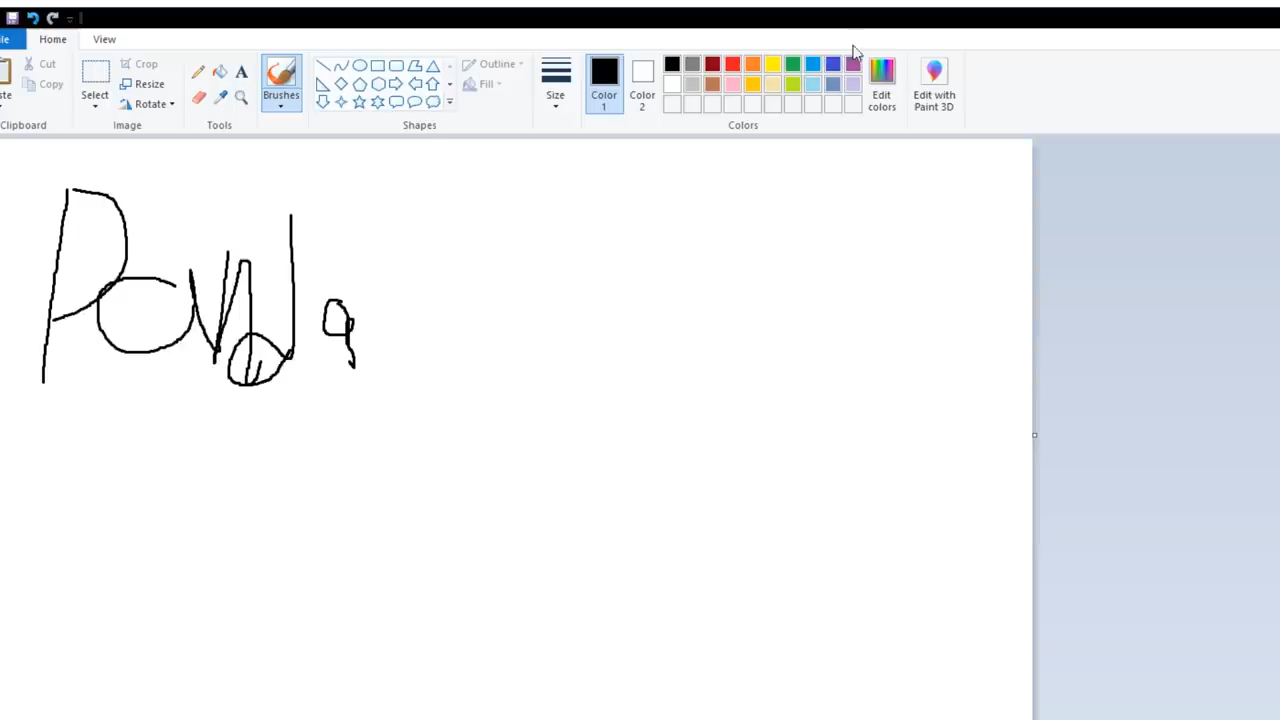 File Home View
Cut
Copy
Clipboard
Select
Crop
Resize
Rotate
Image
A
Tools
Brushes
Outline
Fill
Shapes
Size
Color 1
Color 2
Edit colors
Colors
Edit with Paint 3D